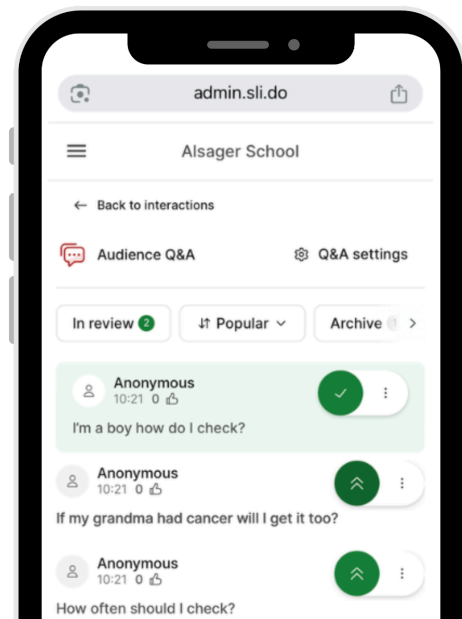 admin.sli.do
Alsager School
← Back to interactions
Audience Q&A Q&A settings
In review 2 Popular Archive
Anonymous
10:21 0
I'm a boy how do I check?
Anonymous
10:21 0
If my grandma had cancer will I get it too?
Anonymous
10:21 0
How often should I check?